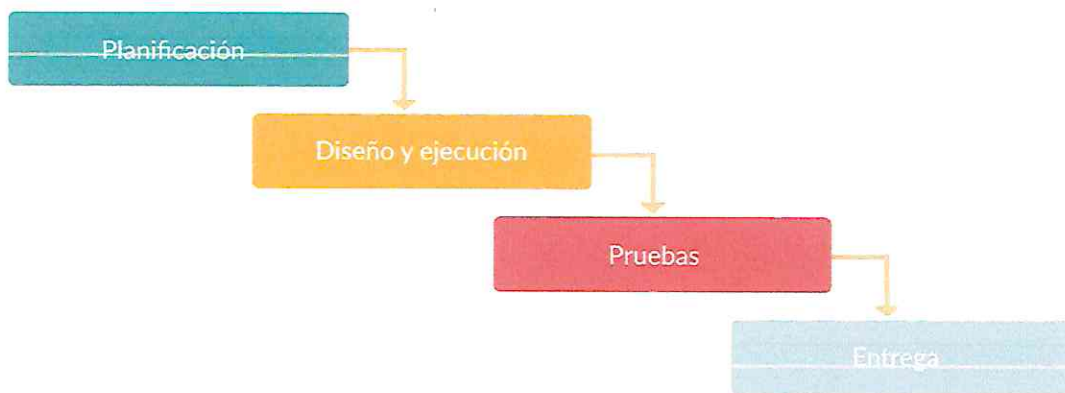 Planificación
Diseño y ejecución
Pruebas
Entrega